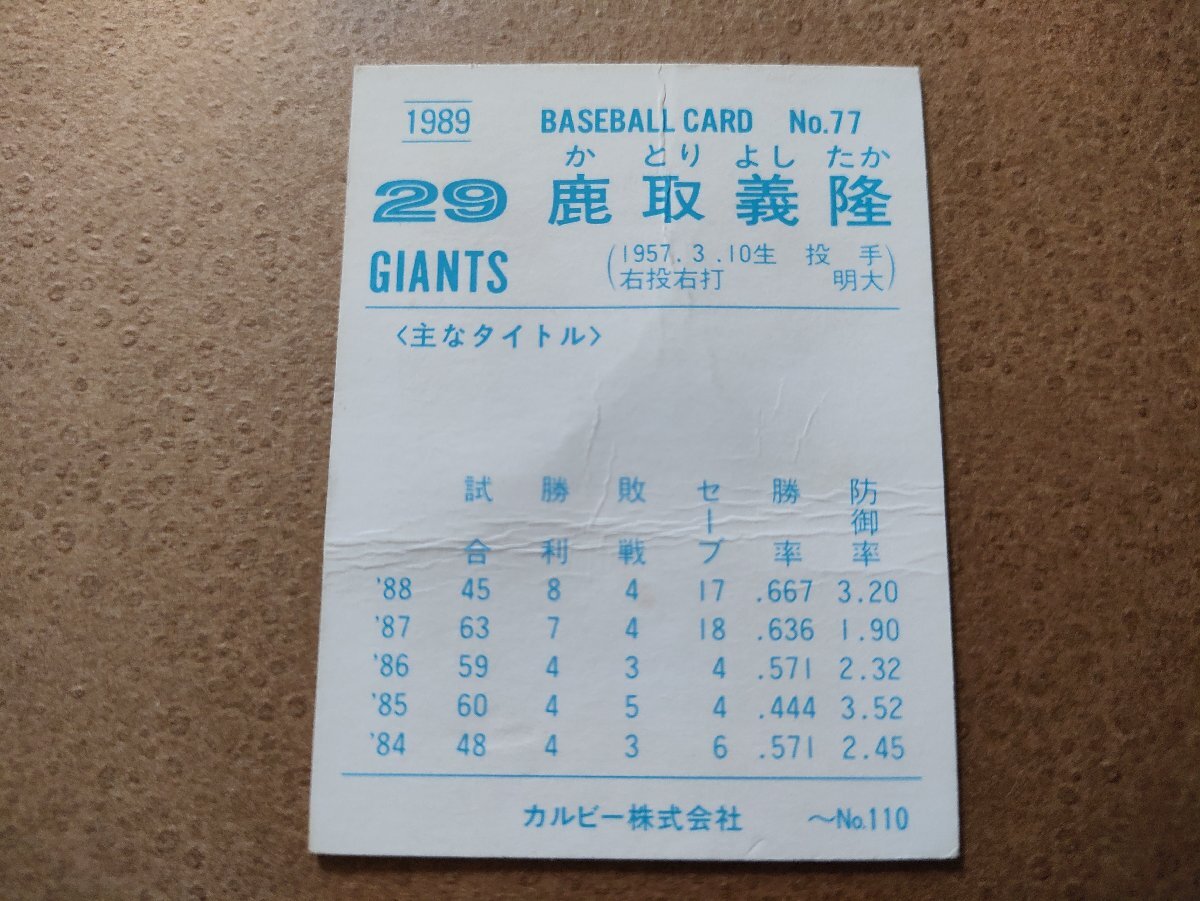 1989 BASEBALL CARD No.77
か とり よし たか
29 鹿取義隆
GIANTS (1957.3.10生 投手
右投右打 明大)
〈主なタイトル〉
試合 勝利 敗戦 セーブ 勝率 防御率
'88 45 8 4 17 .667 3.20
'87 63 7 4 18 .636 1.90
'86 59 4 3 4 .571 2.32
'85 60 4 5 4 .444 3.52
'84 48 4 3 6 .571 2.45
カルビー株式会社 〜No.110